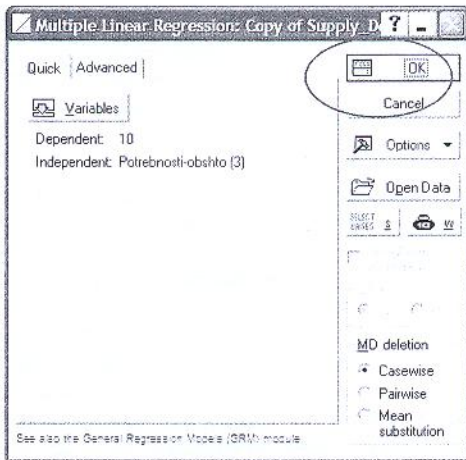 Multiple Linear Regression: Copy of Supply_D
? -
Quick Advanced
OK
Variables
Cancel
Dependent: 10
Independent: Potrebnosti-obshto (3)
Options
Open Data
SELECT CASES S W
MD deletion
Casewise
Pairwise
Mean substitution
See also the General Regression Models (GRM) module.